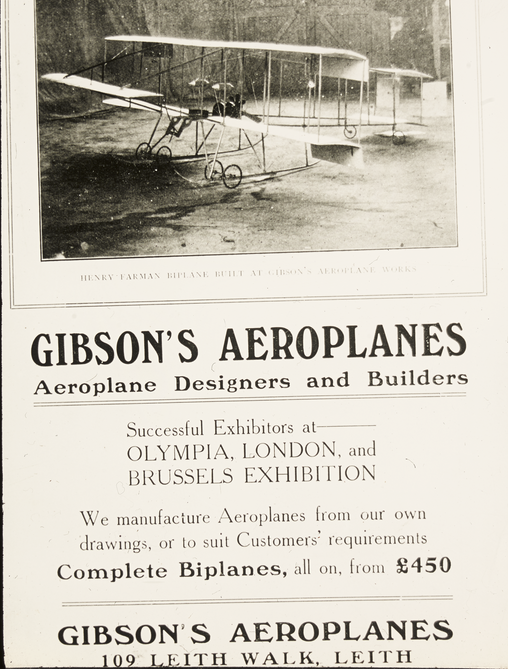 HENRY FARMAN BIPLANE BUILT AT GIBSON'S AEROPLANE WORKS
GIBSON'S AEROPLANES
Aeroplane Designers and Builders
Successful Exhibitors at——
OLYMPIA, LONDON, and
BRUSSELS EXHIBITION
We manufacture Aeroplanes from our own
drawings, or to suit Customers' requirements
Complete Biplanes, all on, from £450
GIBSON'S AEROPLANES
109 LEITH WALK, LEITH